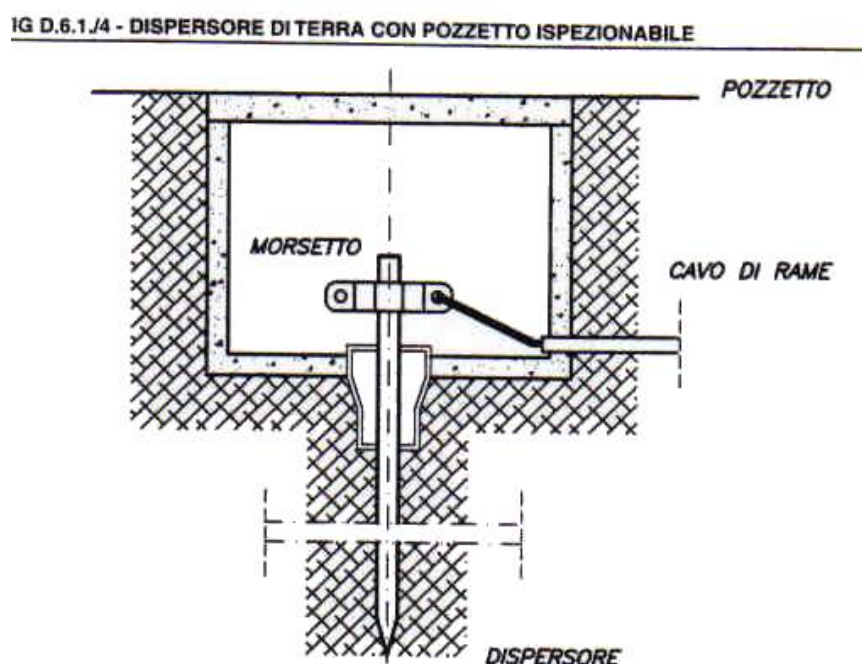 IG D.6.1./4 - DISPERSORE DI TERRA CON POZZETTO ISPEZIONABILE
POZZETTO
MORSETTO
CAVO DI RAME
DISPERSORE